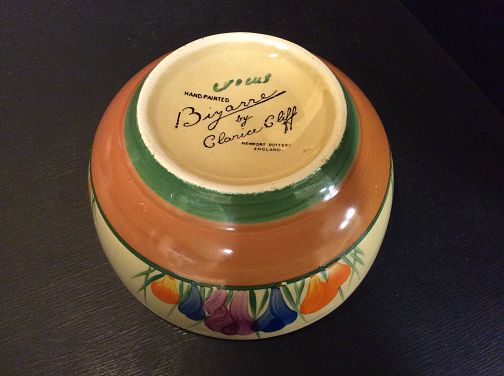 HAND PAINTED
Bizarre
by
Clarice Cliff
NEWPORT POTTERY
ENGLAND.